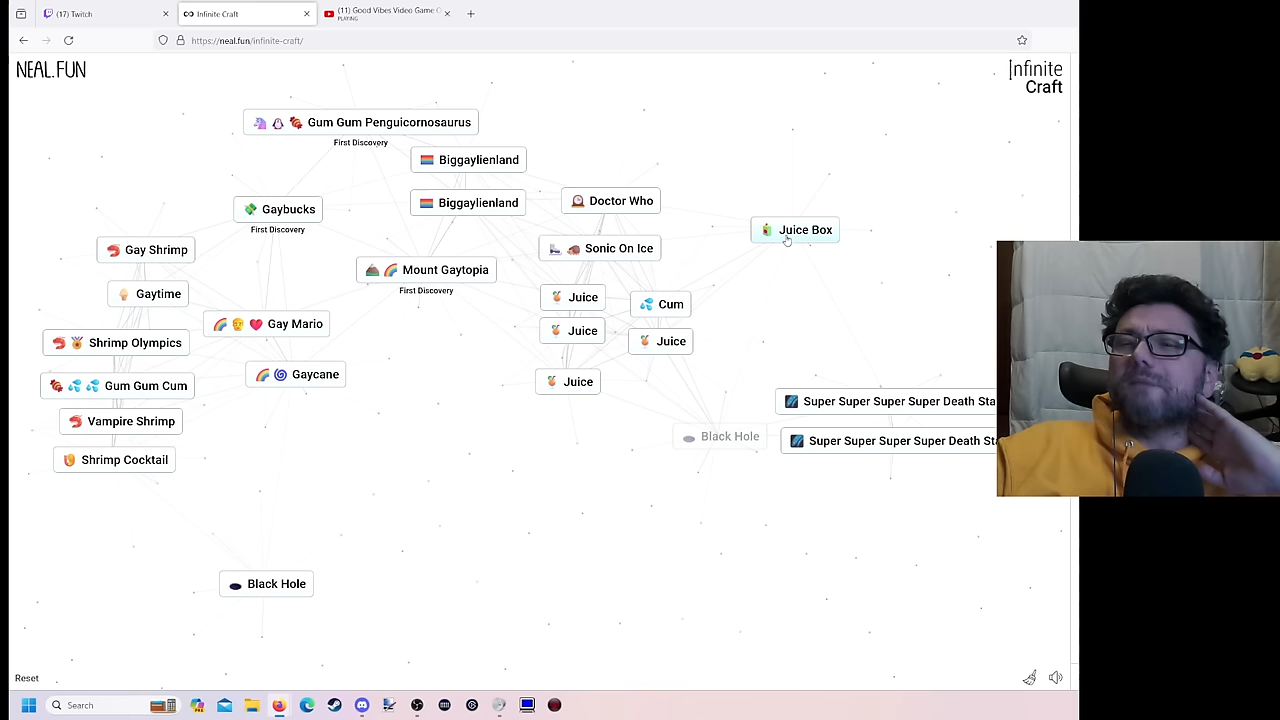 (17) Twitch
Infinite Craft
(11) Good Vibes Video Game
PLAYING
https://neal.fun/infinite-craft/
NEAL.FUN
Infinite
Craft
Gum Gum Penguicornosaurus
First Discovery
Biggaylienland
Biggaylienland
Doctor Who
Gaybucks
First Discovery
Juice Box
Gay Shrimp
Sonic On Ice
Mount Gaytopia
First Discovery
Gaytime
Juice
Cum
Gay Mario
Juice
Juice
Shrimp Olympics
Gaycane
Juice
Gum Gum Cum
Super Super Super Super Death
Vampire Shrimp
Black Hole
Super Super Super Super Death
Shrimp Cocktail
Black Hole
Reset
Search